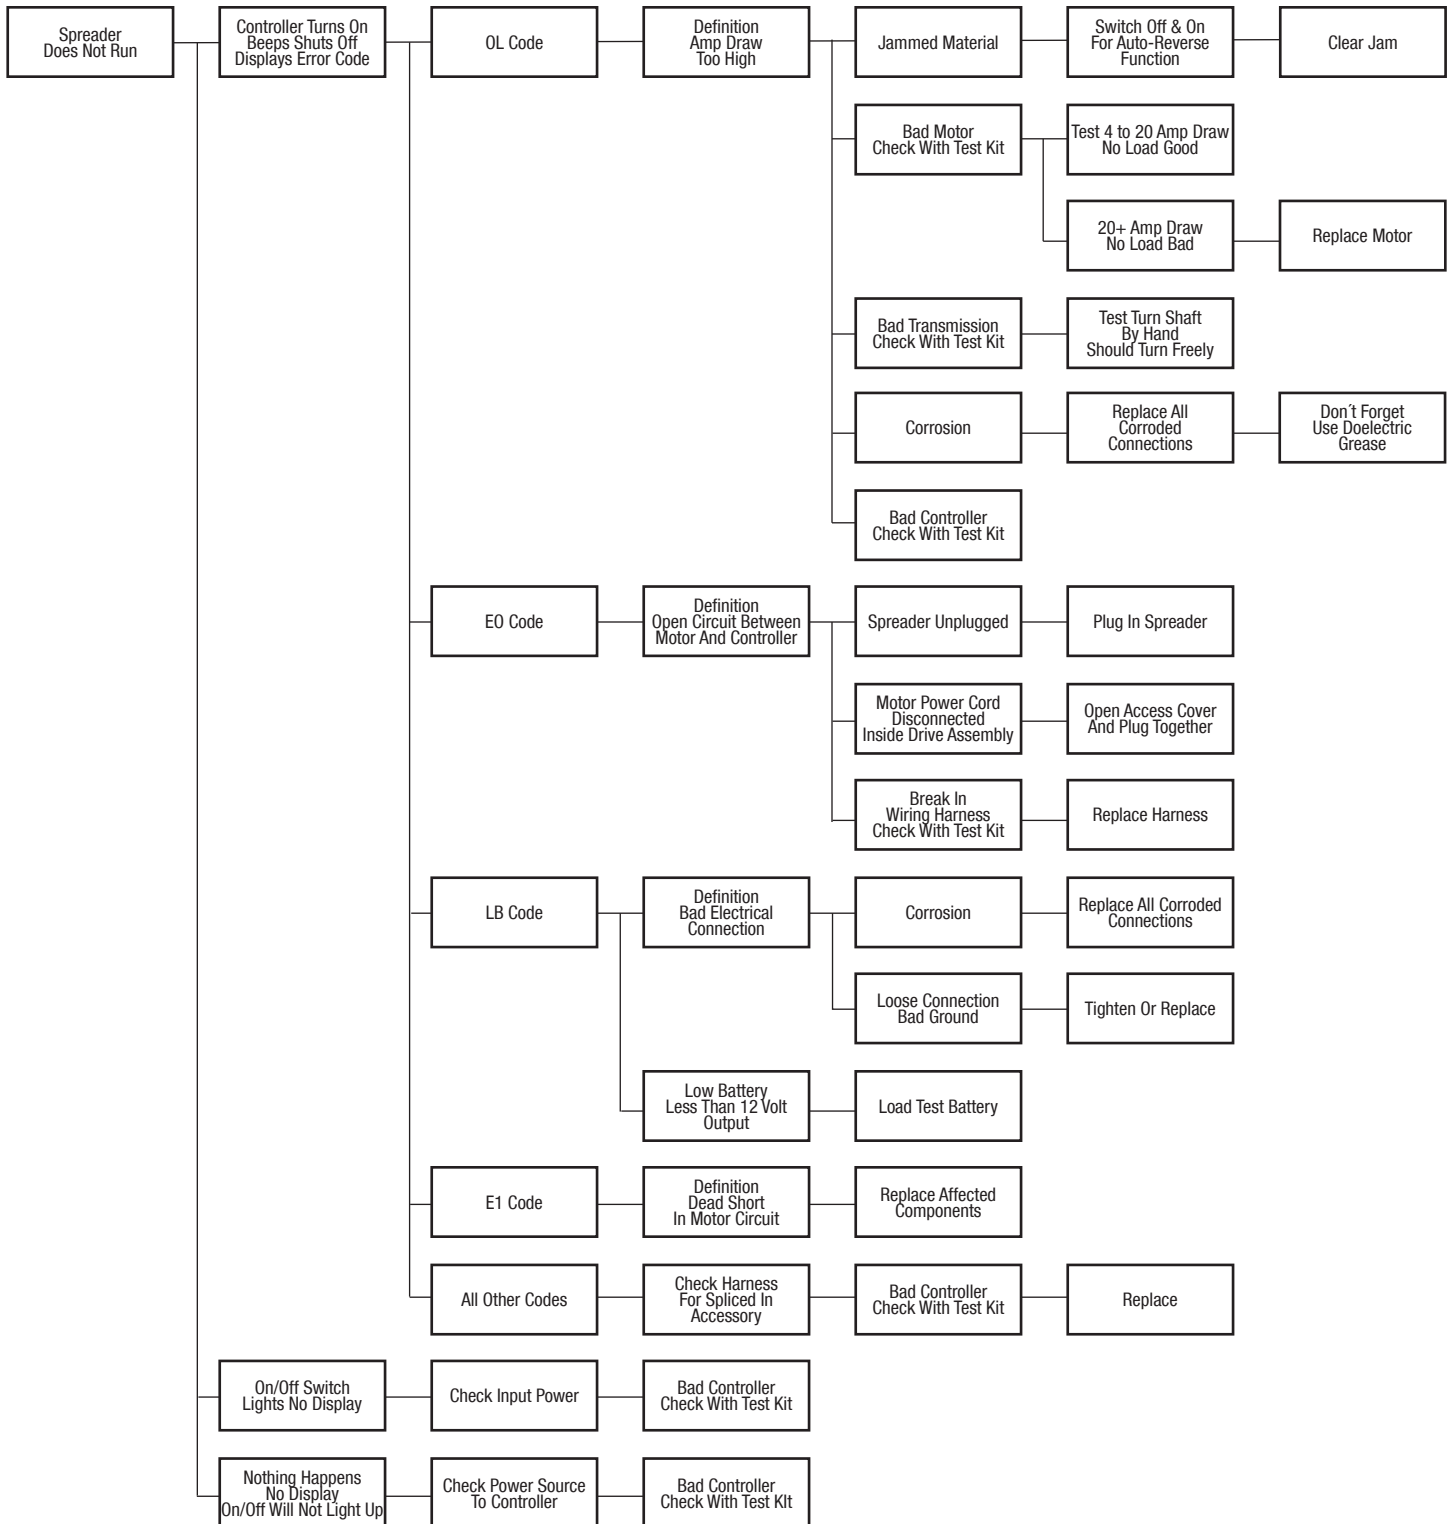 Spreader
Does Not Run
Controller Turns On
Beeps Shuts Off
Displays Error Code
OL Code
Definition
Amp Draw
Too High
Jammed Material
Switch Off & On
For Auto-Reverse
Function
Clear Jam
Bad Motor
Check With Test Kit
Test 4 to 20 Amp Draw
No Load Good
20+ Amp Draw
No Load Bad
Replace Motor
Bad Transmission
Check With Test Kit
Test Turn Shaft
By Hand
Should Turn Freely
Corrosion
Replace All
Corroded
Connections
Don´t Forget
Use Doelectric
Grease
Bad Controller
Check With Test Kit
EO Code
Definition
Open Circuit Between
Motor And Controller
Spreader Unplugged
Plug In Spreader
Motor Power Cord
Disconnected
Inside Drive Assembly
Open Access Cover
And Plug Together
Break In
Wiring Harness
Check With Test Kit
Replace Harness
LB Code
Definition
Bad Electrical
Connection
Corrosion
Replace All Corroded
Connections
Loose Connection
Bad Ground
Tighten Or Replace
Low Battery
Less Than 12 Volt
Output
Load Test Battery
E1 Code
Definition
Dead Short
In Motor Circuit
Replace Affected
Components
All Other Codes
Check Harness
For Spliced In
Accessory
Bad Controller
Check With Test Kit
Replace
On/Off Switch
Lights No Display
Check Input Power
Bad Controller
Check With Test Kit
Nothing Happens
No Display
On/Off Will Not Light Up
Check Power Source
To Controller
Bad Controller
Check With Test KIt